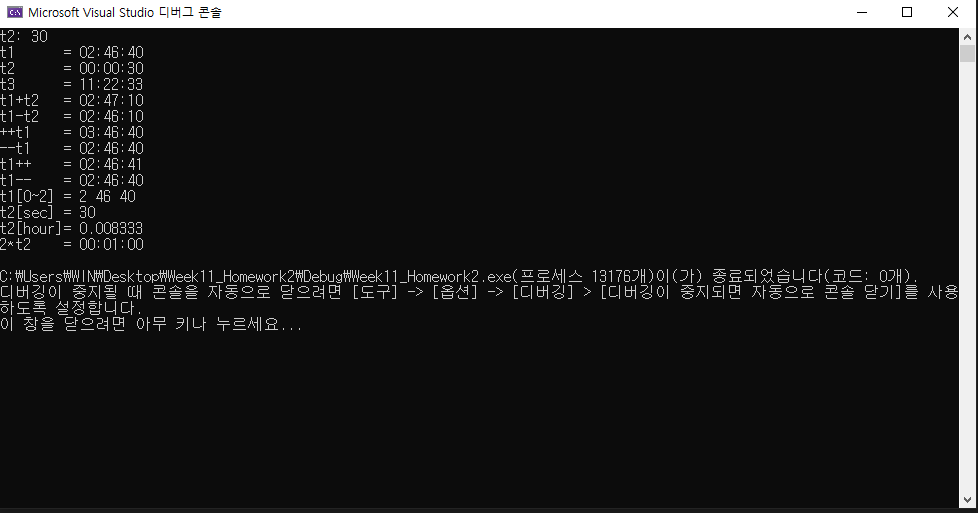 Microsoft Visual Studio 디버그 콘솔
t2: 30
t1      = 02:46:40
t2      = 00:00:30
t3      = 11:22:33
t1+t2   = 02:47:10
t1-t2   = 02:46:10
++t1    = 03:46:40
--t1    = 02:46:40
t1++    = 02:46:41
t1--    = 02:46:40
t1[0~2] = 2 46 40
t2[sec] = 30
t2[hour]= 0.008333
2*t2    = 00:01:00
C:₩Users₩WIN₩Desktop₩Week11_Homework2₩Debug₩Week11_Homework2.exe(프로세스 13176개)이(가) 종료되었습니다(코드: 0개).
디버깅이 중지될 때 콘솔을 자동으로 닫으려면 [도구] -> [옵션] -> [디버깅] > [디버깅이 중지되면 자동으로 콘솔 닫기]를 사용
하도록 설정합니다.
이 창을 닫으려면 아무 키나 누르세요...